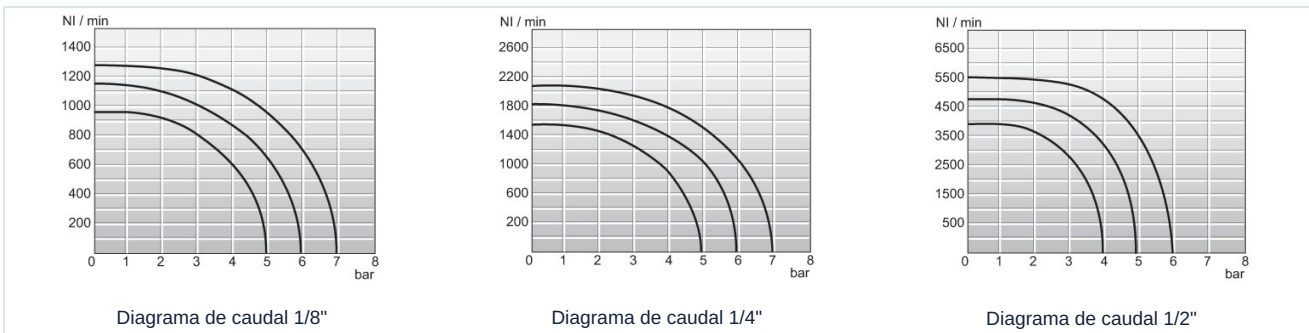 Nl / min
1400
1200
1000
800
600
400
200
0 1 2 3 4 5 6 7 8
bar
Diagrama de caudal 1/8"
Nl / min
2600
2200
1800
1400
1000
600
200
0 1 2 3 4 5 6 7 8
bar
Diagrama de caudal 1/4"
Nl / min
6500
5500
4500
3500
2500
1500
500
0 1 2 3 4 5 6 7 8
bar
Diagrama de caudal 1/2"